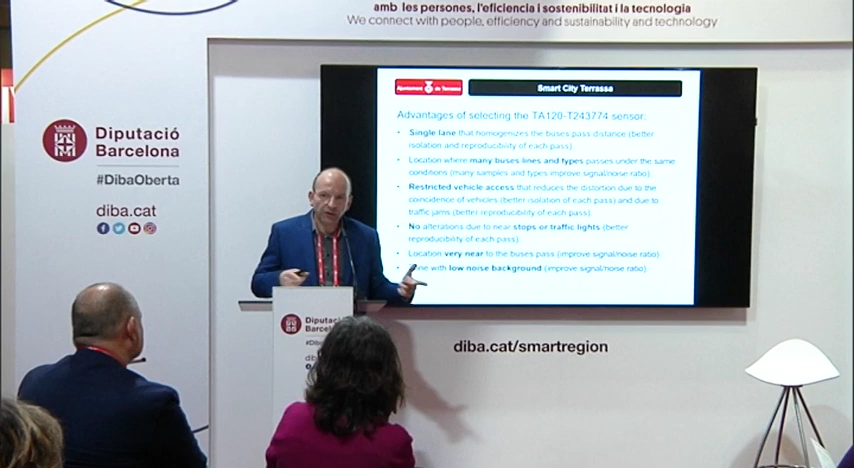 amb les persones, l'eficiencia i sostenibilitat i la tecnologia
We connect with people, efficiency and sustainability and technology
Diputació
Barcelona
#DibaOberta
diba.cat
Ajuntament de Terrassa
Smart City Terrassa
Advantages of selecting the TA120-T243774 sensor:
• Single lane that homogenizes the buses pass distance (better
isolation and reproducibility of each pass).
• Location where many buses lines and types passes under the same
conditions (many samples and types improve signal/noise ratio).
• Restricted vehicle access that reduces the distortion due to the
coincidence of vehicles (better isolation of each pass) and due to
traffic jams (better reproducibility of each pass).
• No alterations due to near stops or traffic lights (better
reproducibility of each pass).
• Location very near to the buses pass (improve signal/noise ratio)
• with low noise background (improve signal/noise ratio)
Diputació
Barcelona
diba.cat/smartregion